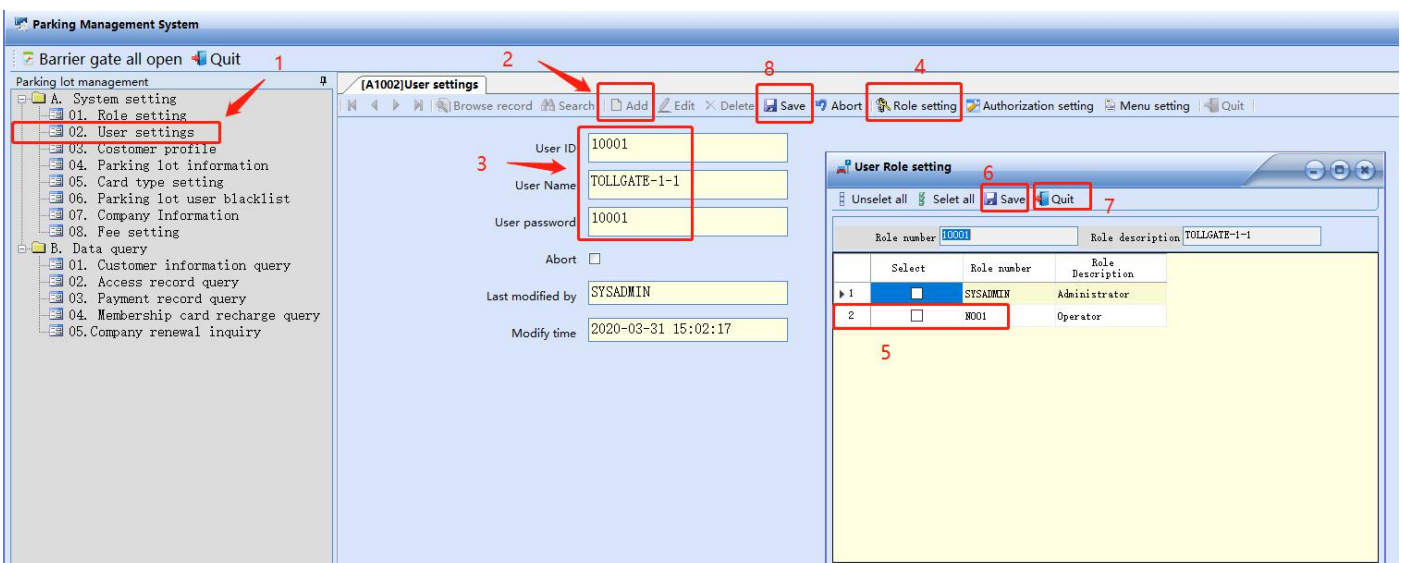 Parking Management System
Barrier gate all open Quit
1
2
8
4
Parking lot management
[A1002]User settings
A. System setting
01. Role setting
02. User settings
03. Costomer profile
04. Parking lot information
05. Card type setting
06. Parking lot user blacklist
07. Company Information
08. Fee setting
B. Data query
01. Customer information query
02. Access record query
03. Payment record query
04. Membership card recharge query
05.Company renewal inquiry
Browse record Search Add Edit Delete Save Abort Role setting Authorization setting Menu setting Quit
3
User ID 10001
User Name TOLLGATE-1-1
User password 10001
Abort
Last modified by SYSADMIN
Modify time 2020-03-31 15:02:17
User Role setting
6
Unselet all Selet all Save Quit
7
Role number 10001 Role description TOLLGATE-1-1
Select Role number Role Description
1 SYSADMIN Administrator
2 N001 Operator
5